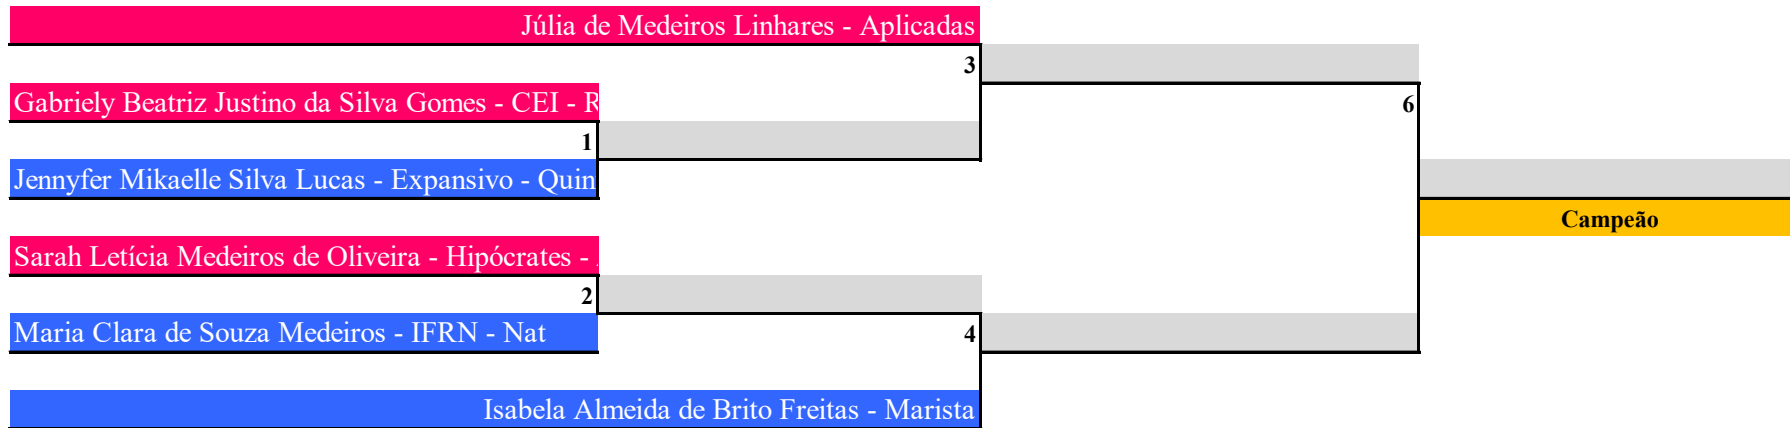 Júlia de Medeiros Linhares - Aplicadas
3
Gabriely Beatriz Justino da Silva Gomes - CEI - R
6
1
Jennyfer Mikaelle Silva Lucas - Expansivo - Quin
Campeão
Sarah Letícia Medeiros de Oliveira - Hipócrates -
2
Maria Clara de Souza Medeiros - IFRN - Nat
4
Isabela Almeida de Brito Freitas - Marista